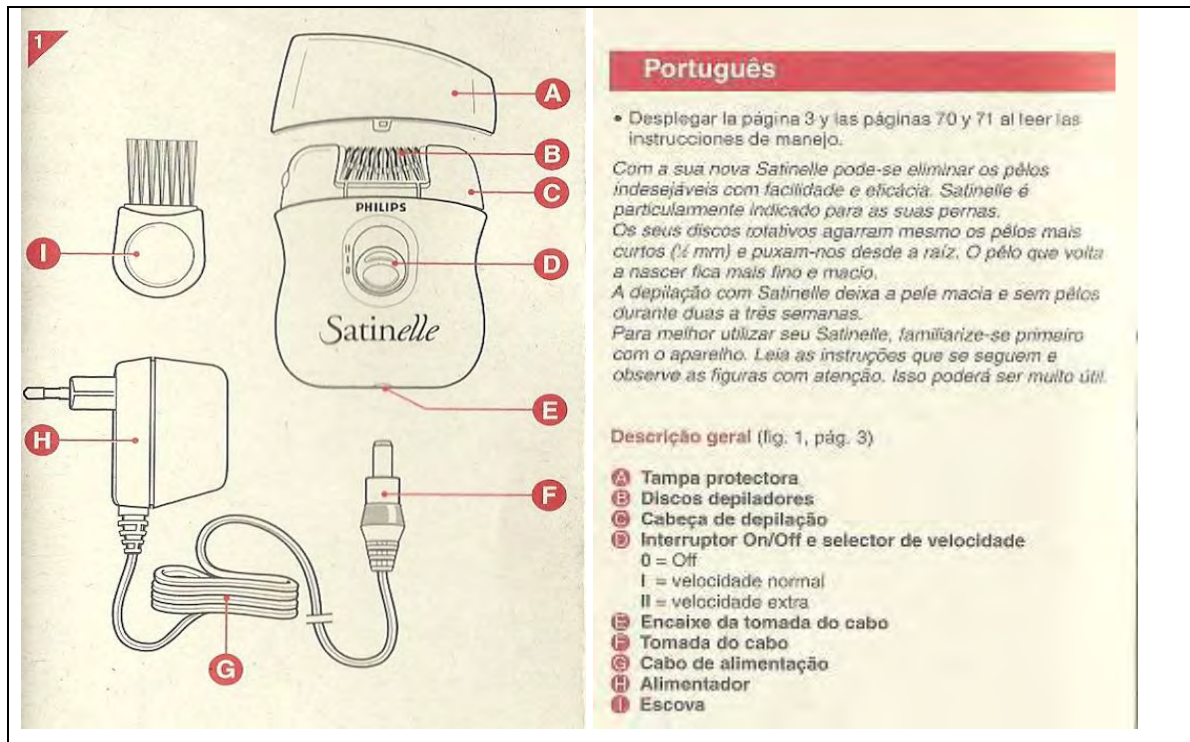 1
A
B
C
PHILIPS
II
I
0
D
I
Satinelle
E
H
F
G
Português
• Desplegar la página 3 y las páginas 70 y 71 al leer las
instrucciones de manejo.
Com a sua nova Satinelle pode-se eliminar os pêlos
indesejáveis com facilidade e eficácia. Satinelle é
particularmente indicado para as suas pernas.
Os seus discos rotativos agarram mesmo os pêlos mais
curtos (½ mm) e puxam-nos desde a raíz. O pêlo que volta
a nascer fica mais fino e macio.
A depilação com Satinelle deixa a pele macia e sem pêlos
durante duas a três semanas.
Para melhor utilizar seu Satinelle, familiarize-se primeiro
com o aparelho. Leia as instruções que se seguem e
observe as figuras com atenção. Isso poderá ser muito útil.
Descrição geral (fig. 1, pág. 3)
A Tampa protectora
B Discos depiladores
C Cabeça de depilação
D Interruptor On/Off e selector de velocidade
0 = Off
I = velocidade normal
II = velocidade extra
E Encaixe da tomada do cabo
F Tomada do cabo
G Cabo de alimentação
H Alimentador
I Escova